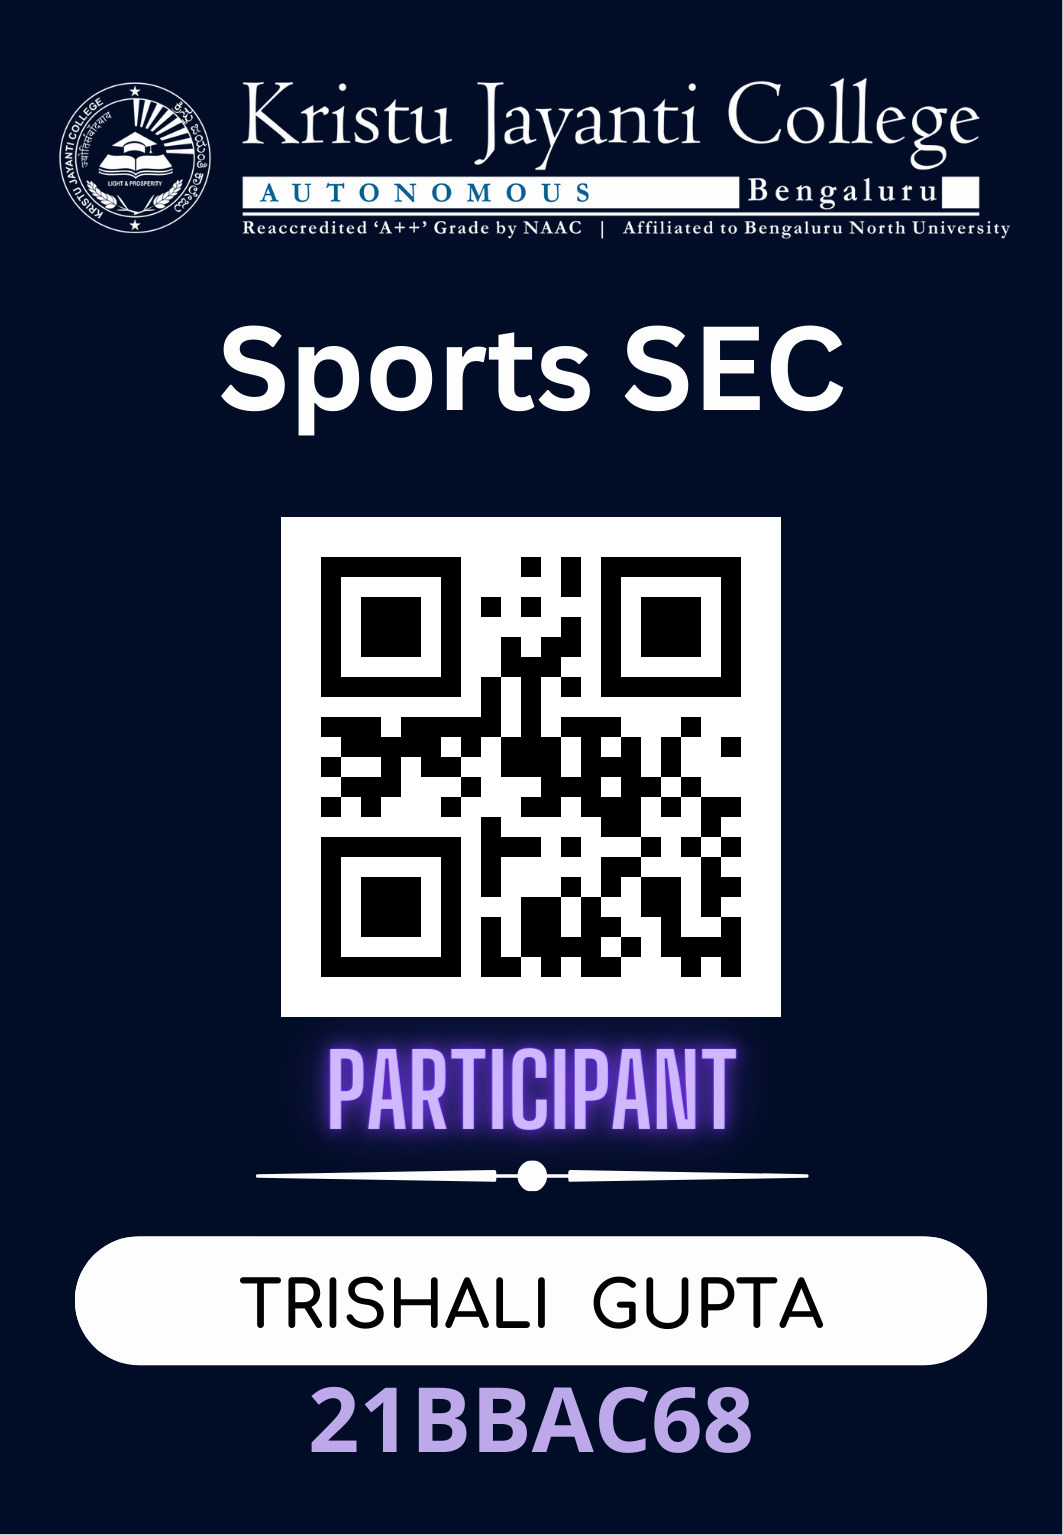 KRISTU JAYANTI COLLEGE
ಕ್ರಿಸ್ತು ಜಯಂತಿ ಕಾಲೇಜು
LIGHT & PROSPERITY
Kristu Jayanti College
AUTONOMOUS Bengaluru
Reaccredited ‘A++’ Grade by NAAC | Affiliated to Bengaluru North University
Sports SEC
PARTICIPANT
TRISHALI GUPTA
21BBAC68